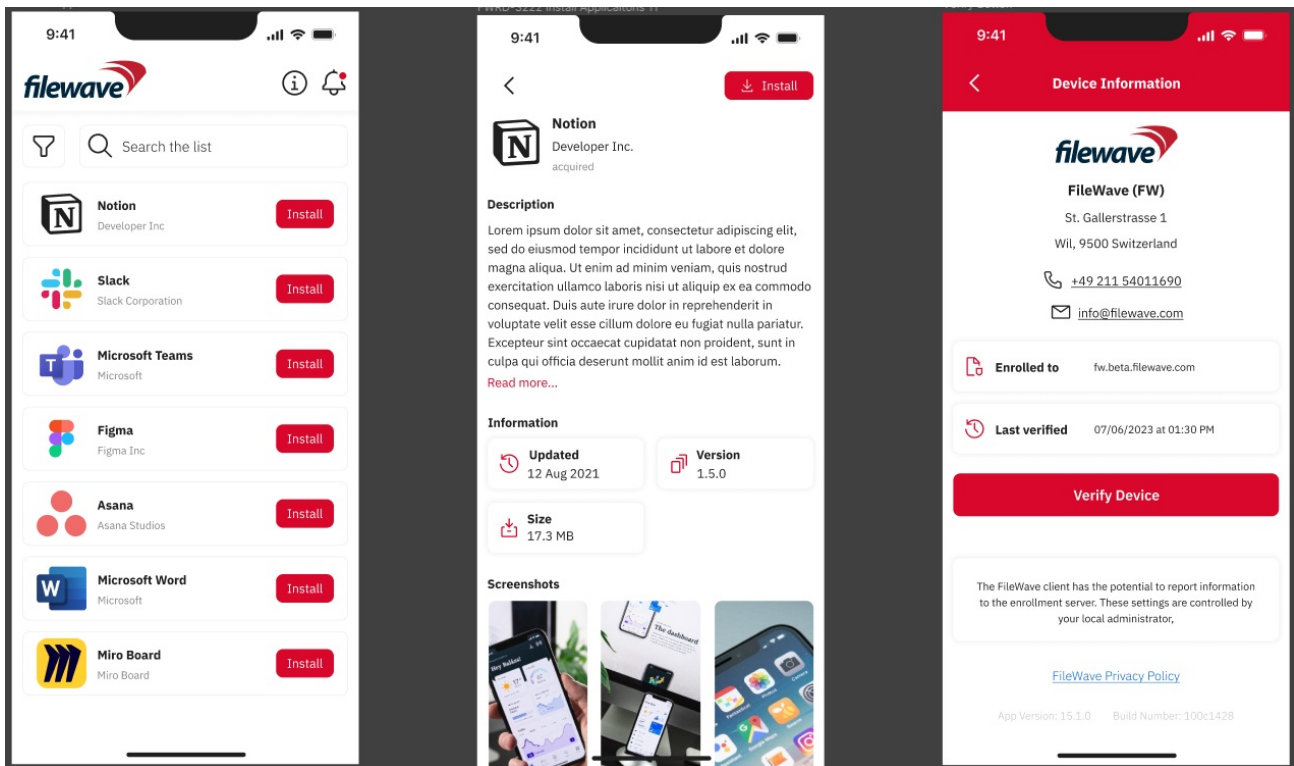 9:41
filewave
Search the list
Notion
Developer Inc
Install
Slack
Slack Corporation
Install
Microsoft Teams
Microsoft
Install
Figma
Figma Inc
Install
Asana
Asana Studios
Install
Microsoft Word
Microsoft
Install
Miro Board
Miro Board
Install
9:41
Install
Notion
Developer Inc.
acquired
Description
Lorem ipsum dolor sit amet, consectetur adipiscing elit,
sed do eiusmod tempor incididunt ut labore et dolore
magna aliqua. Ut enim ad minim veniam, quis nostrud
exercitation ullamco laboris nisi ut aliquip ex ea commodo
consequat. Duis aute irure dolor in reprehenderit in
voluptate velit esse cillum dolore eu fugiat nulla pariatur.
Excepteur sint occaecat cupidatat non proident, sunt in
culpa qui officia deserunt mollit anim id est laborum.
Read more...
Information
Updated
12 Aug 2021
Version
1.5.0
Size
17.3 MB
Screenshots
The dashboard
9:41
Device Information
filewave
FileWave (FW)
St. Gallerstrasse 1
Wil, 9500 Switzerland
+49 211 54011690
info@filewave.com
Enrolled to fw.beta.filewave.com
Last verified 07/06/2023 at 01:30 PM
Verify Device
The FileWave client has the potential to report information
to the enrollment server. These settings are controlled by
your local administrator,
FileWave Privacy Policy
App Version: 15.1.0 Build Number: 100c1428